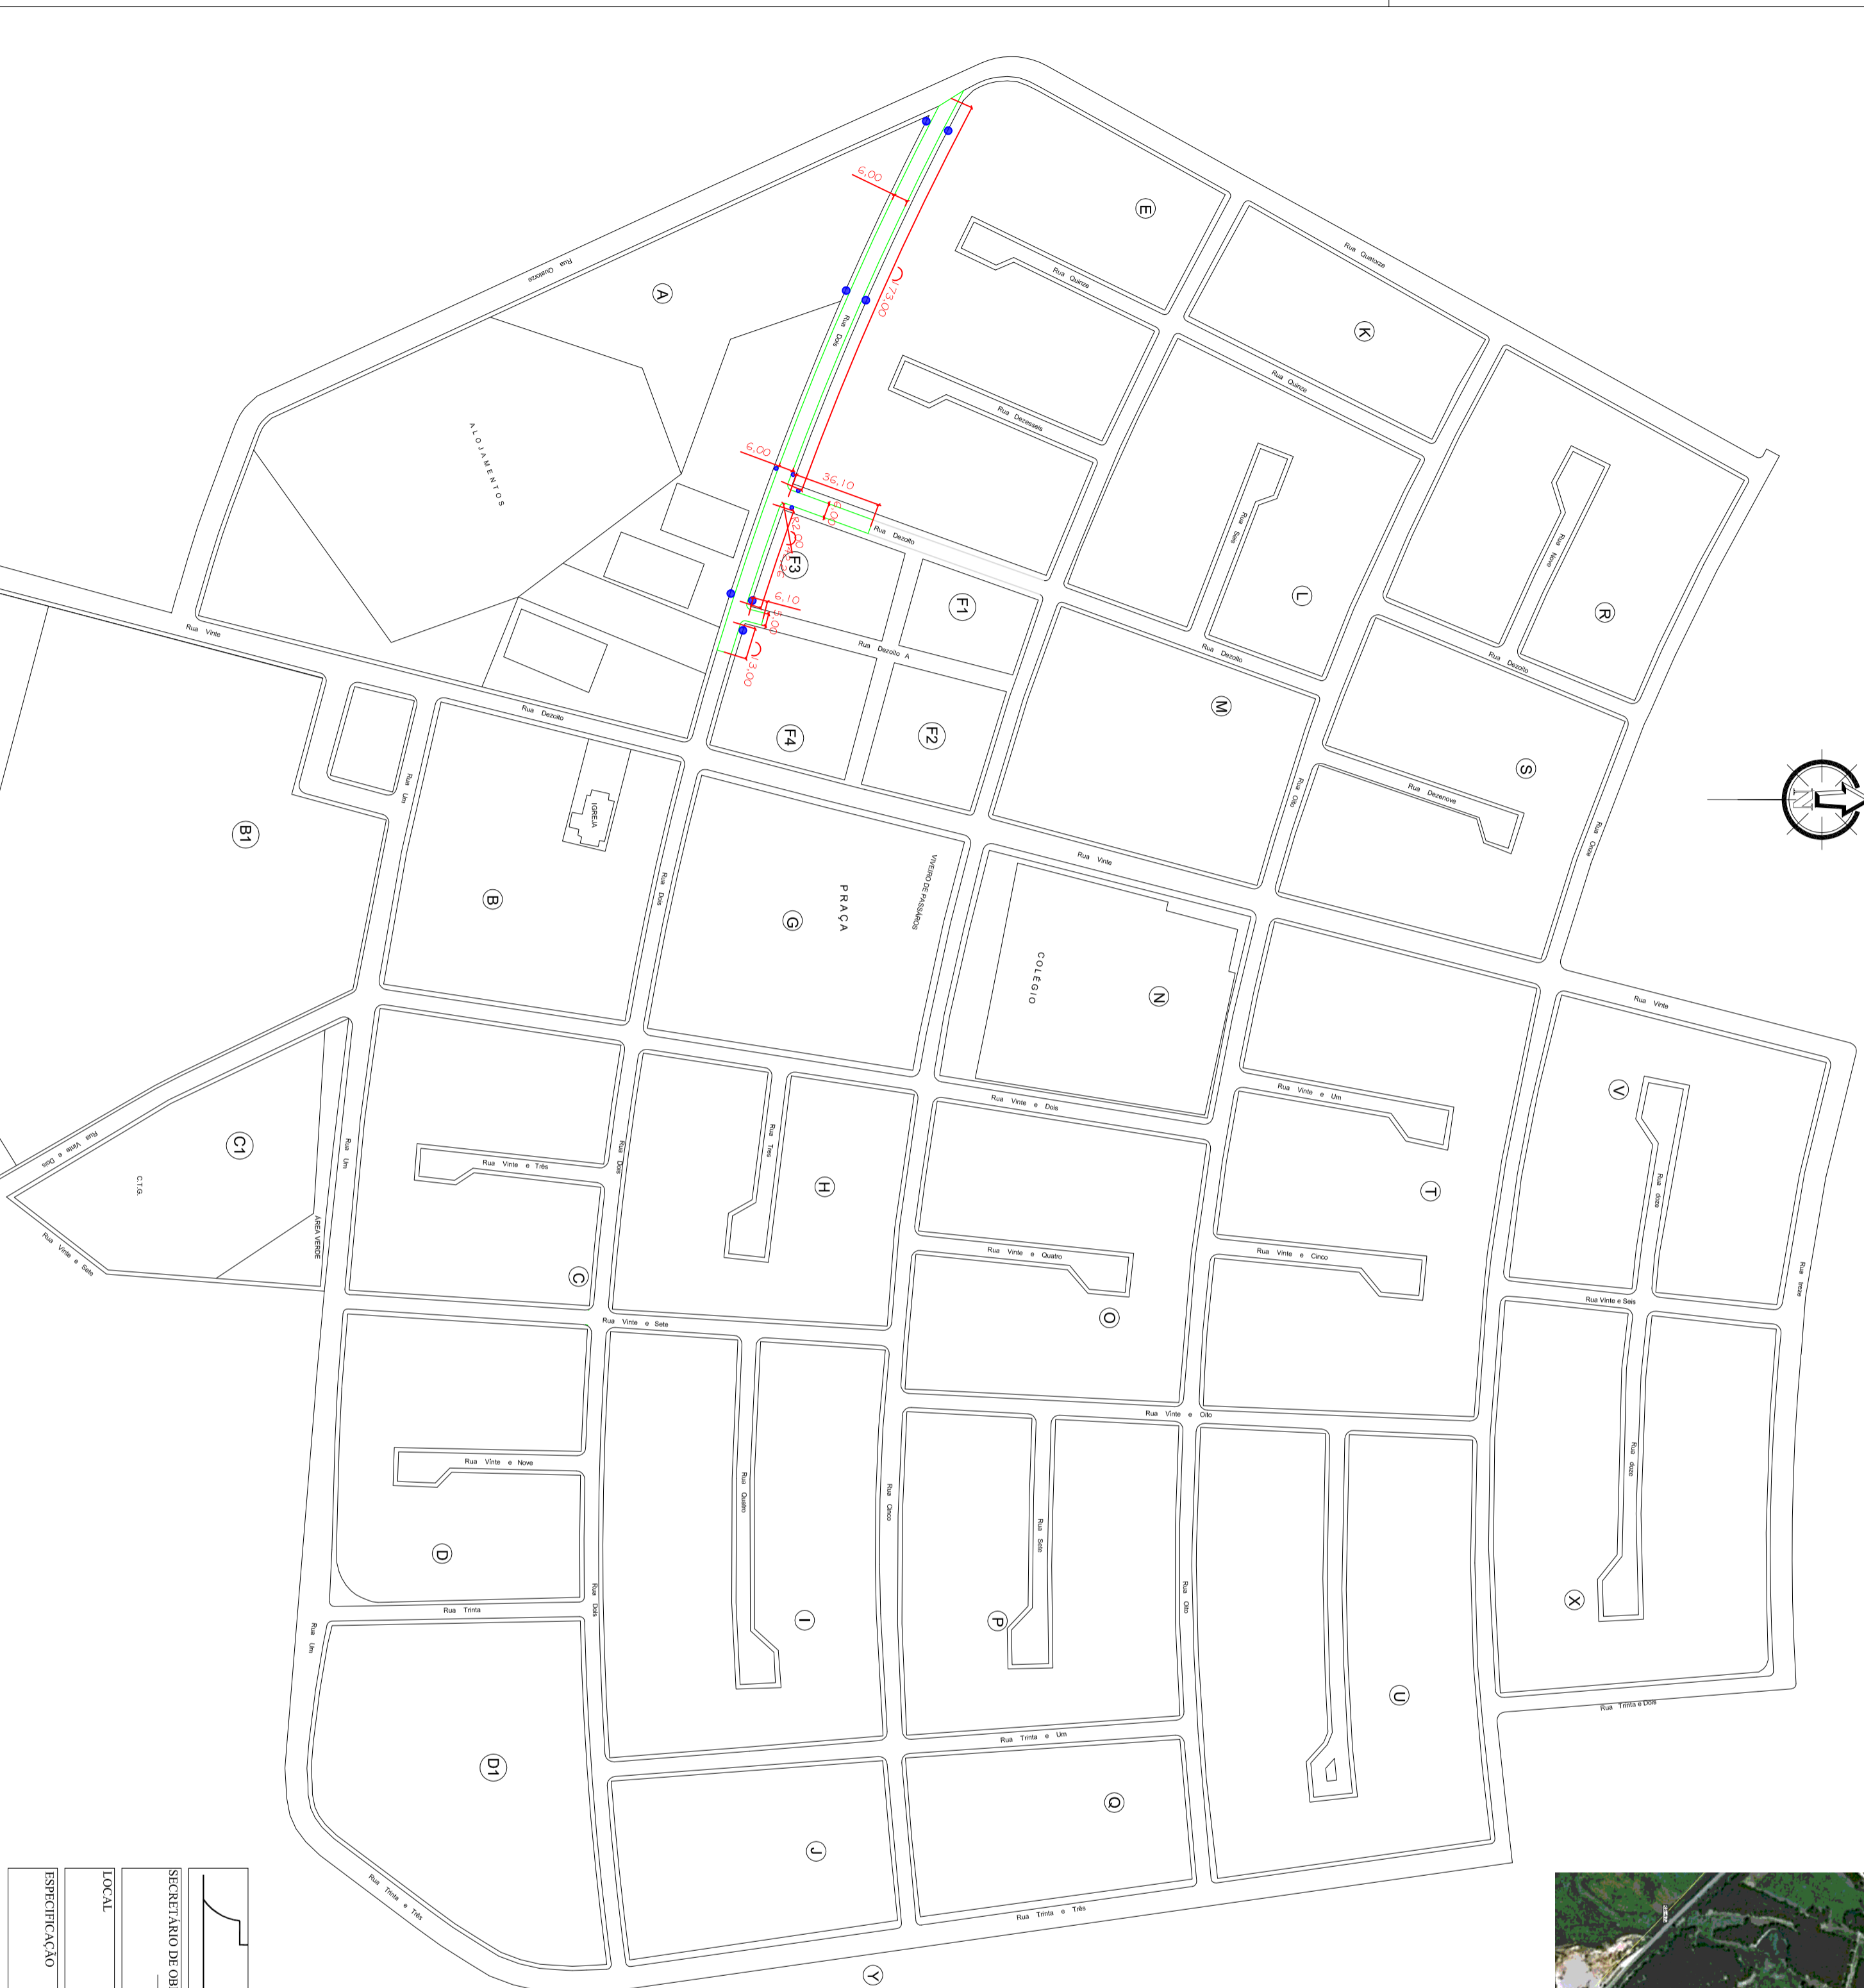 E
Rua Quatorze
6,00
Rua Quinze
K
Rua Quatorze
A
173,00
Rua Dois
Rua Quinze
Rua Dezesseis
ALOJAMENTOS
6,00
36,10
Rua Dezoito
Rua Seis
Rua Nove
R
L
F3
F1
6,10
5,00
13,00
Rua Dezoito A
Rua Dezoito
Rua Dezoito
Rua Vinte
M
F4
F2
Rua Dezoito
S
Rua Oito
Rua Dezenove
Rua Onze
N
Rua Um
IGREJA
B1
B
Rua Dois
G
PRAÇA
VIVEIRO DE PASSÁROS
Rua Vinte
COLÉGIO
N
Rua Vinte
C1
Rua Vinte e Dois
Rua Um
C.T.G.
ÁREA VERDE
Rua Vinte e Sete
Rua Vinte e Três
Rua Dois
Rua Tres
H
Rua Vinte e Dois
Rua Vinte e Um
T
V
Rua doze
C
Rua Vinte e Quatro
Rua Vinte e Cinco
Rua treze
Rua Vinte e Sete
O
Rua Vinte e Seis
Rua Vinte e Oito
Rua Vinte e Nove
Rua Quatro
Rua Cinco
Rua Sete
Rua doze
D
Rua Trinta
Rua Dois
I
P
Rua Oito
X
Rua Um
U
Rua Trinta e Dois
Rua Trinta e Um
D1
J
Q
Rua Trinta e Três
Rua Trinta e Três
Y
SECRETÁRIO DE OB
LOCAL
ESPECIFICAÇÃO